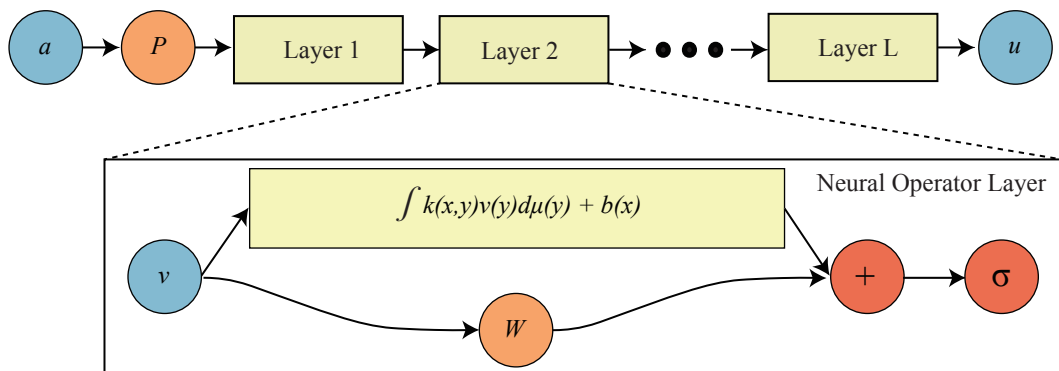 a P Layer 1 Layer 2 Layer L u
Neural Operator Layer
∫ k(x,y)v(y)dμ(y) + b(x)
v + σ
W